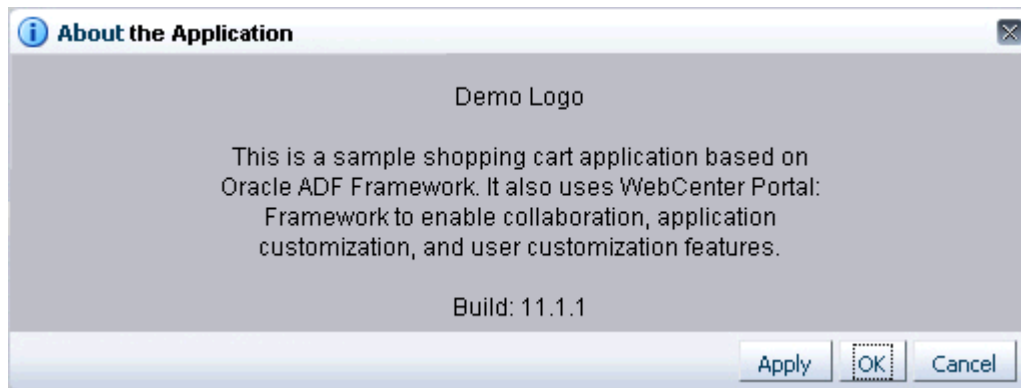 About the Application
Demo Logo
This is a sample shopping cart application based on
Oracle ADF Framework. It also uses WebCenter Portal:
Framework to enable collaboration, application
customization, and user customization features.
Build: 11.1.1
Apply OK Cancel